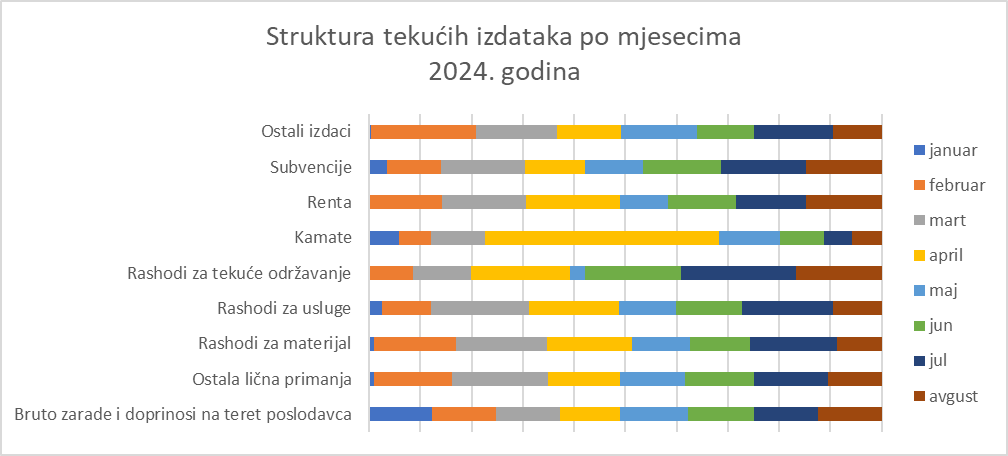 Struktura tekućih izdataka po mjesecima
2024. godina
Ostali izdaci
Subvencije
Renta
Kamate
Rashodi za tekuće održavanje
Rashodi za usluge
Rashodi za materijal
Ostala lična primanja
Bruto zarade i doprinosi na teret poslodavca
januar
februar
mart
april
maj
jun
jul
avgust